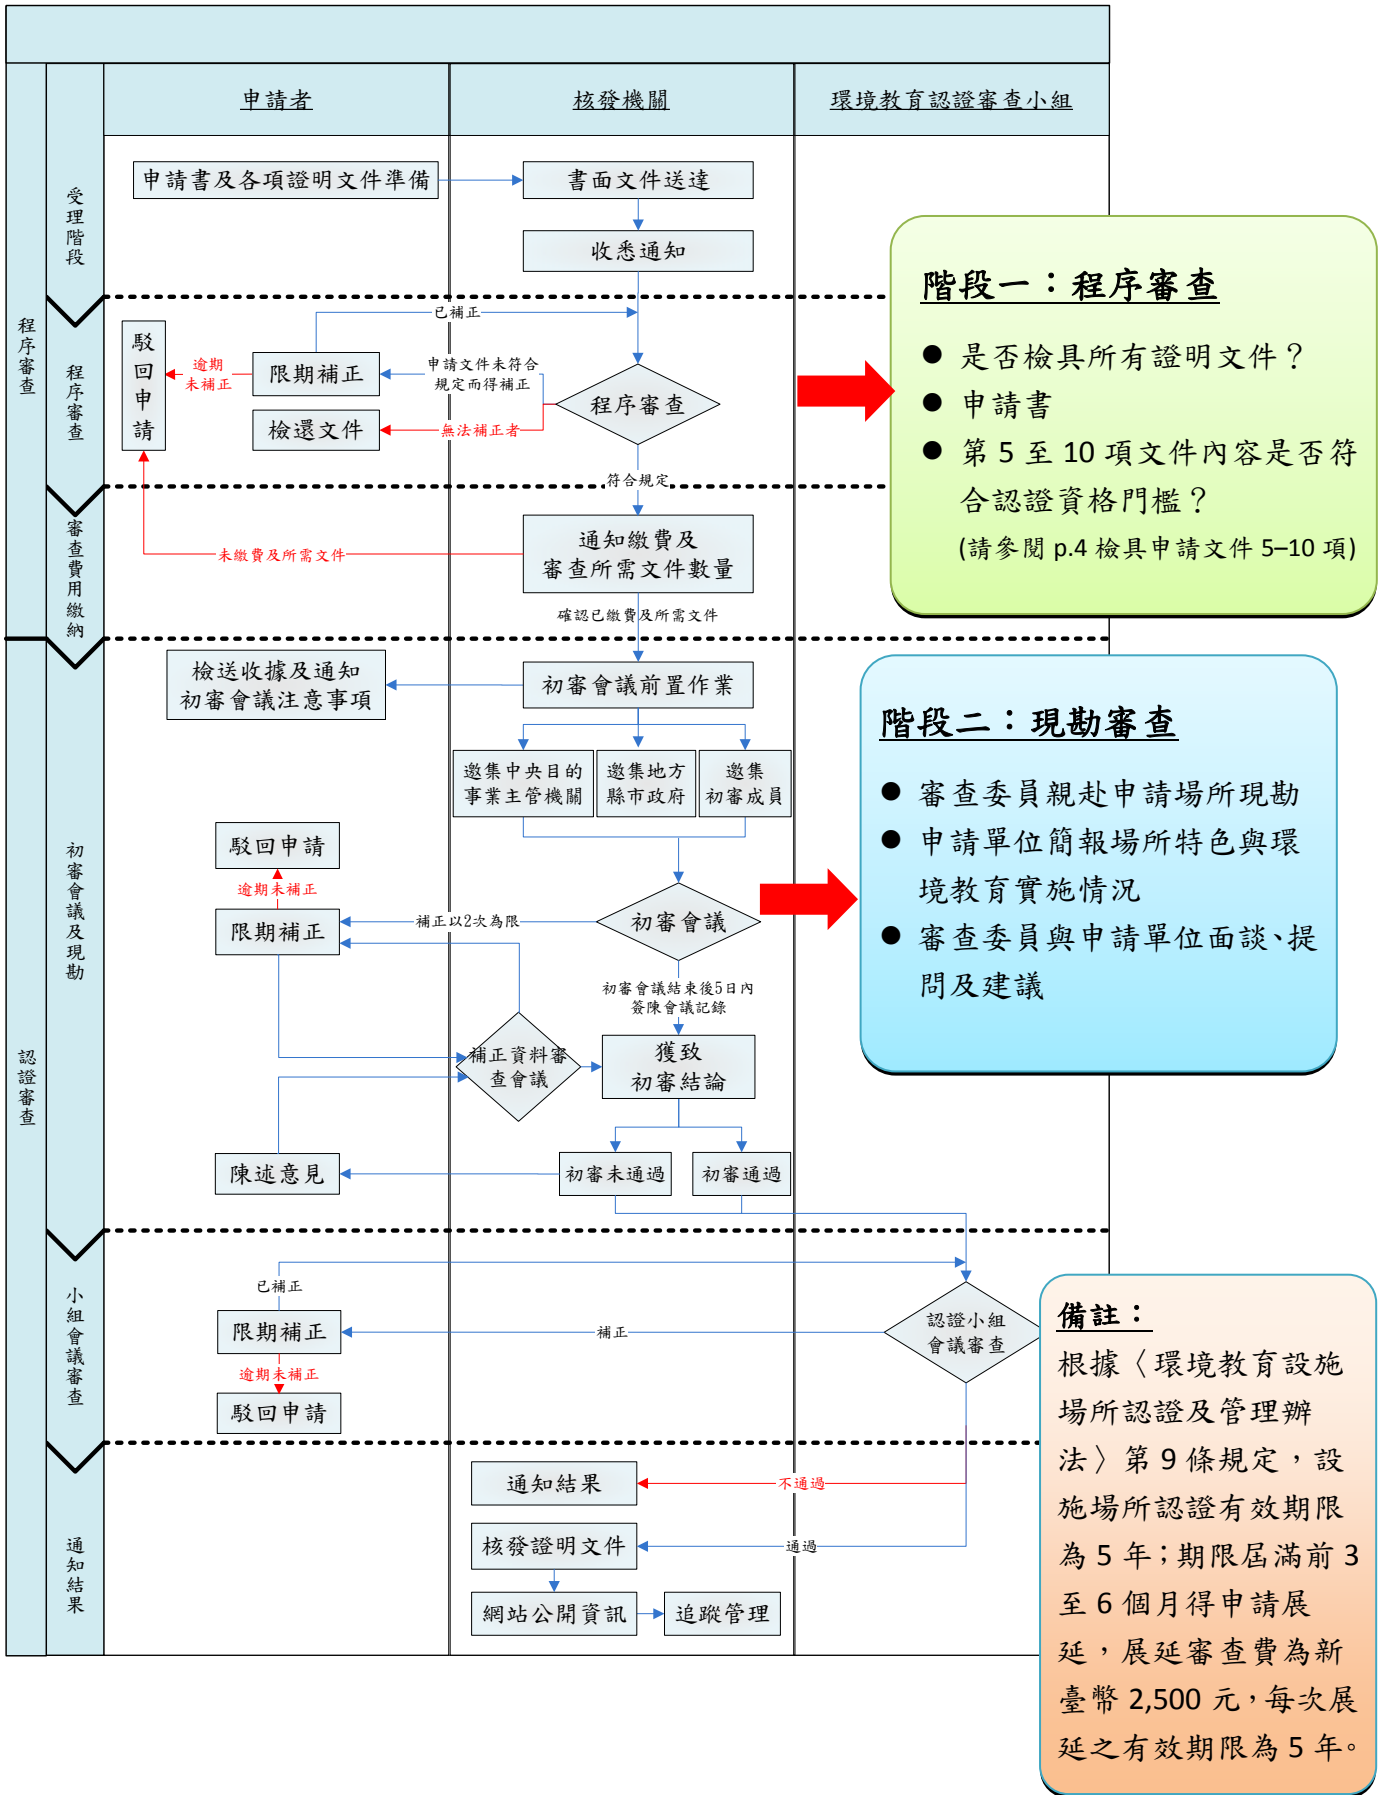 申請者
核發機關
環境教育認證審查小組
程序審查
認證審查
受理階段
程序審查
審查費用繳納
初審會議及現勘
小組會議審查
通知結果
申請書及各項證明文件準備
書面文件送達
收悉通知
已補正
駁回申請
逾期
未補正
限期補正
申請文件未符合
規定而得補正
程序審查
檢還文件
無法補正者
符合規定
未繳費及所需文件
通知繳費及
審查所需文件數量
確認已繳費及所需文件
檢送收據及通知
初審會議注意事項
初審會議前置作業
邀集中央目的
事業主管機關
邀集地方
縣市政府
邀集
初審成員
駁回申請
逾期未補正
限期補正
補正以2次為限
初審會議
初審會議結束後5日內
簽陳會議記錄
補正資料審
查會議
獲致
初審結論
陳述意見
初審未通過
初審通過
已補正
限期補正
補正
認證小組
會議審查
逾期未補正
駁回申請
通知結果
不通過
核發證明文件
通過
網站公開資訊
追蹤管理
階段一：程序審查
● 是否檢具所有證明文件？
● 申請書
● 第 5 至 10 項文件內容是否符
合認證資格門檻？
(請參閱 p.4 檢具申請文件 5–10 項)
階段二：現勘審查
● 審查委員親赴申請場所現勘
● 申請單位簡報場所特色與環
境教育實施情況
● 審查委員與申請單位面談、提
問及建議
備註：
根據〈環境教育設施
場所認證及管理辦
法〉第 9 條規定，設
施場所認證有效期限
為 5 年；期限屆滿前 3
至 6 個月得申請展
延，展延審查費為新
臺幣 2,500 元，每次展
延之有效期限為 5 年。